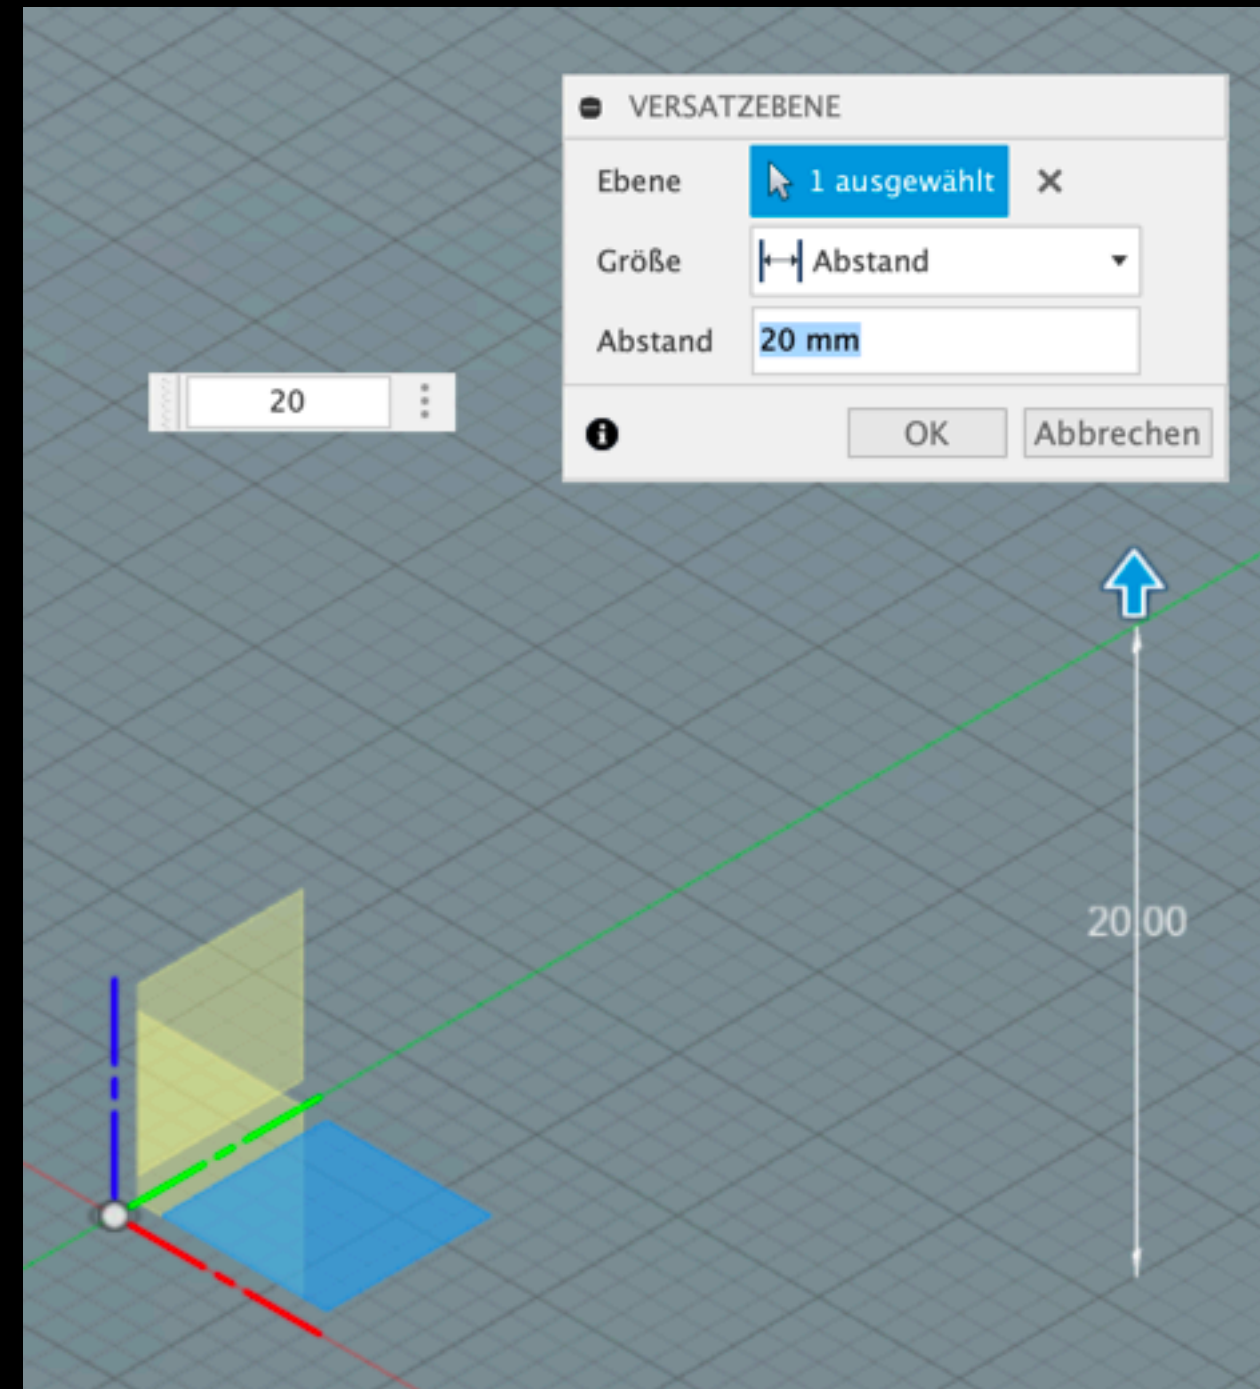 VERSATZEBENE
Ebene 1 ausgewählt
Größe Abstand
Abstand 20 mm
20
OK Abbrechen
20.00